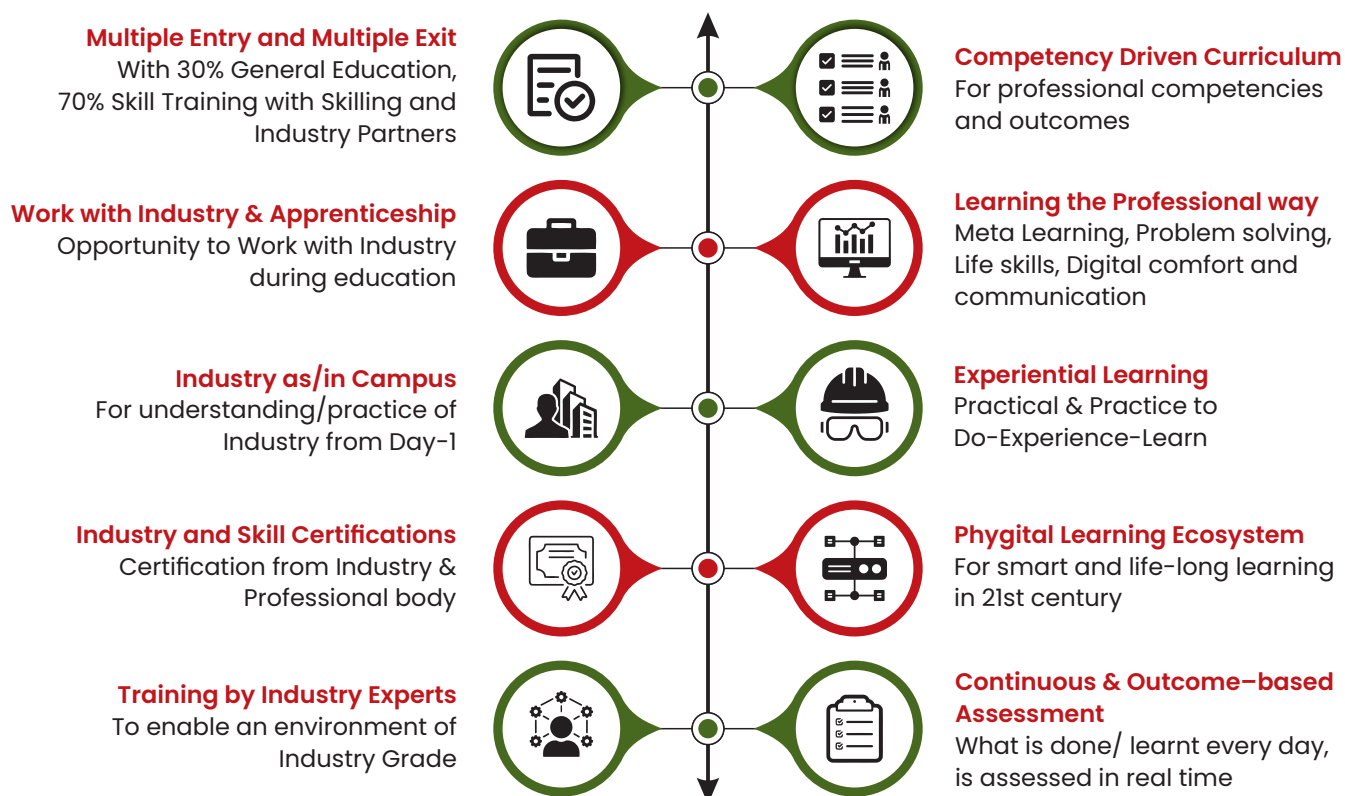 Multiple Entry and Multiple Exit
With 30% General Education,
70% Skill Training with Skilling and
Industry Partners
Competency Driven Curriculum
For professional competencies
and outcomes
Work with Industry & Apprenticeship
Opportunity to Work with Industry
during education
Learning the Professional way
Meta Learning, Problem solving,
Life skills, Digital comfort and
communication
Industry as/in Campus
For understanding/practice of
Industry from Day-1
Experiential Learning
Practical & Practice to
Do-Experience-Learn
Industry and Skill Certifications
Certification from Industry &
Professional body
Phygital Learning Ecosystem
For smart and life-long learning
in 21st century
Training by Industry Experts
To enable an environment of
Industry Grade
Continuous & Outcome–based
Assessment
What is done/ learnt every day,
is assessed in real time